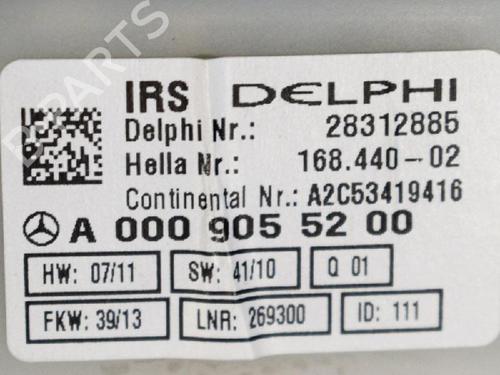 IRS DELPHI
Delphi Nr.: 28312885
Hella Nr.: 168.440-02
Continental Nr.: A2C53419416
A 000 905 52 00
HW: 07/11 SW: 41/10 Q 01
FKW: 39/13 LNR: 269300 ID: 111